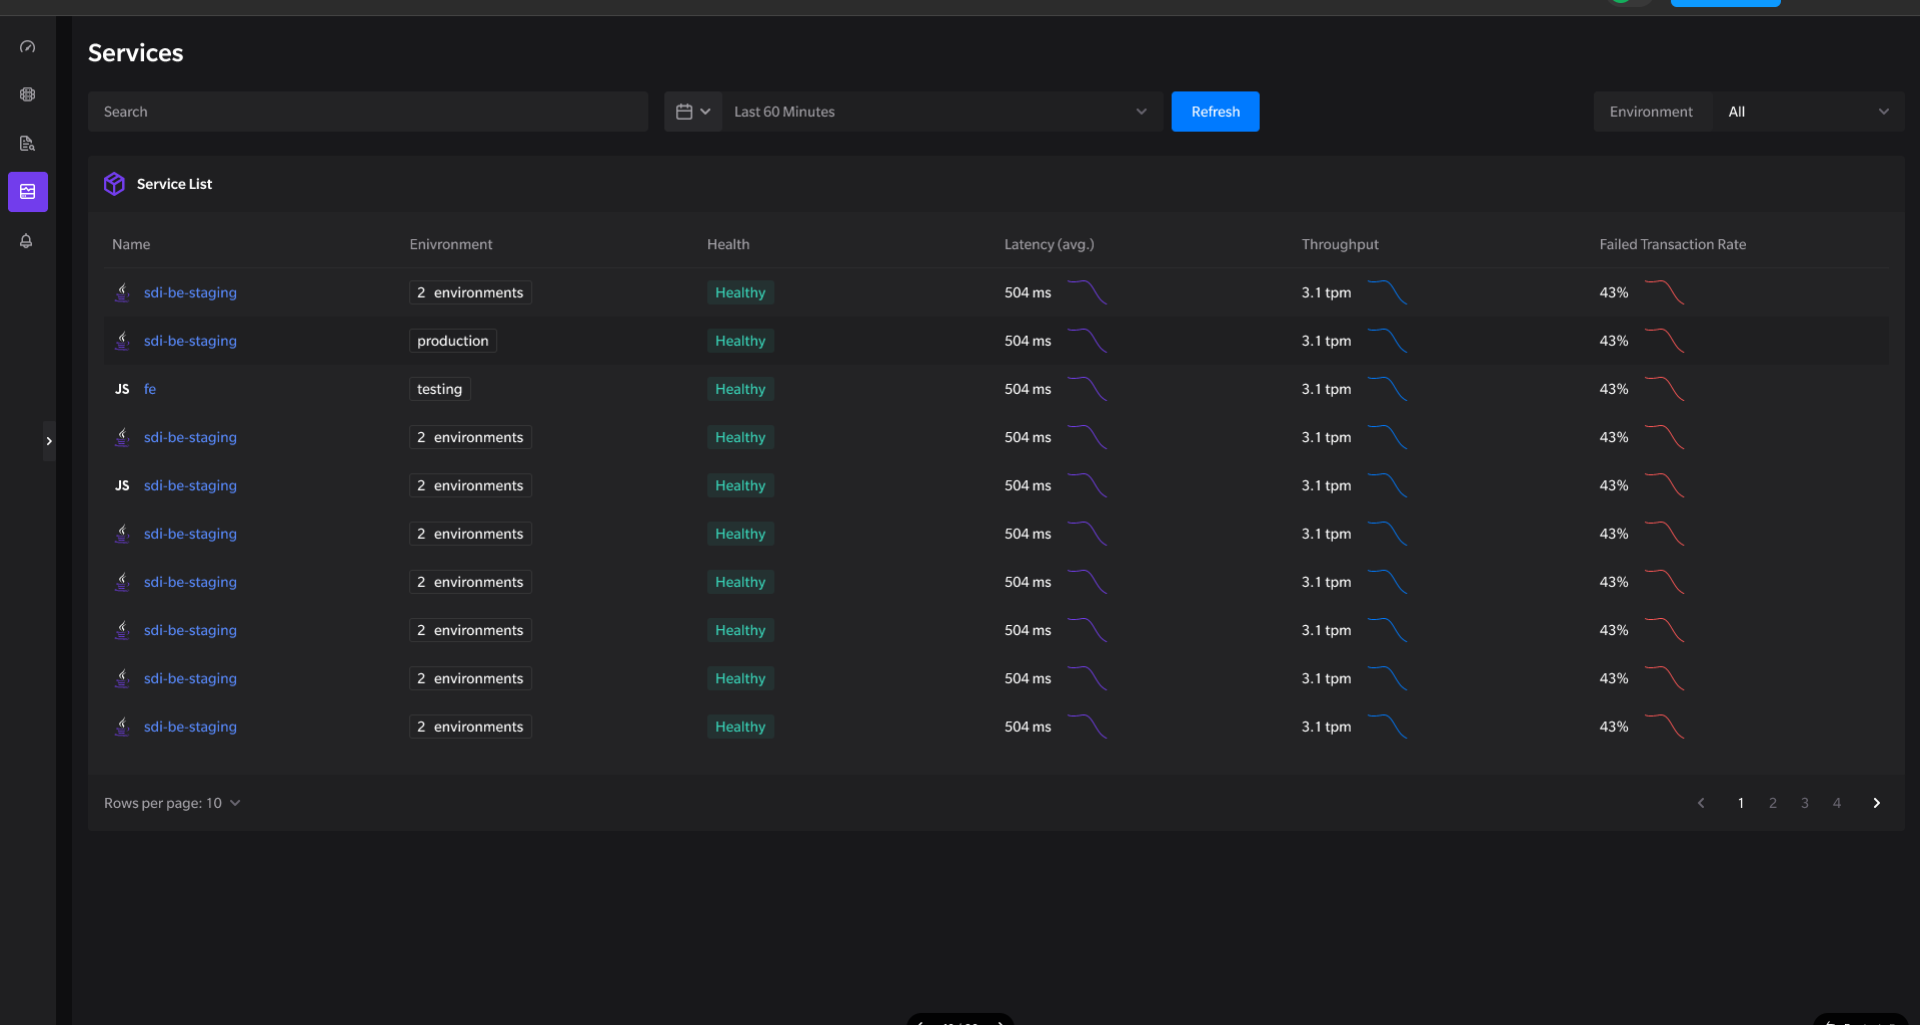 Services
Search
Last 60 Minutes
Refresh
Environment
All
Service List
Name Enivronment Health Latency (avg.) Throughput Failed Transaction Rate
sdi-be-staging 2 environments Healthy 504 ms 3.1 tpm 43%
sdi-be-staging production Healthy 504 ms 3.1 tpm 43%
JS fe testing Healthy 504 ms 3.1 tpm 43%
sdi-be-staging 2 environments Healthy 504 ms 3.1 tpm 43%
JS sdi-be-staging 2 environments Healthy 504 ms 3.1 tpm 43%
sdi-be-staging 2 environments Healthy 504 ms 3.1 tpm 43%
sdi-be-staging 2 environments Healthy 504 ms 3.1 tpm 43%
sdi-be-staging 2 environments Healthy 504 ms 3.1 tpm 43%
sdi-be-staging 2 environments Healthy 504 ms 3.1 tpm 43%
sdi-be-staging 2 environments Healthy 504 ms 3.1 tpm 43%
Rows per page: 10
1 2 3 4